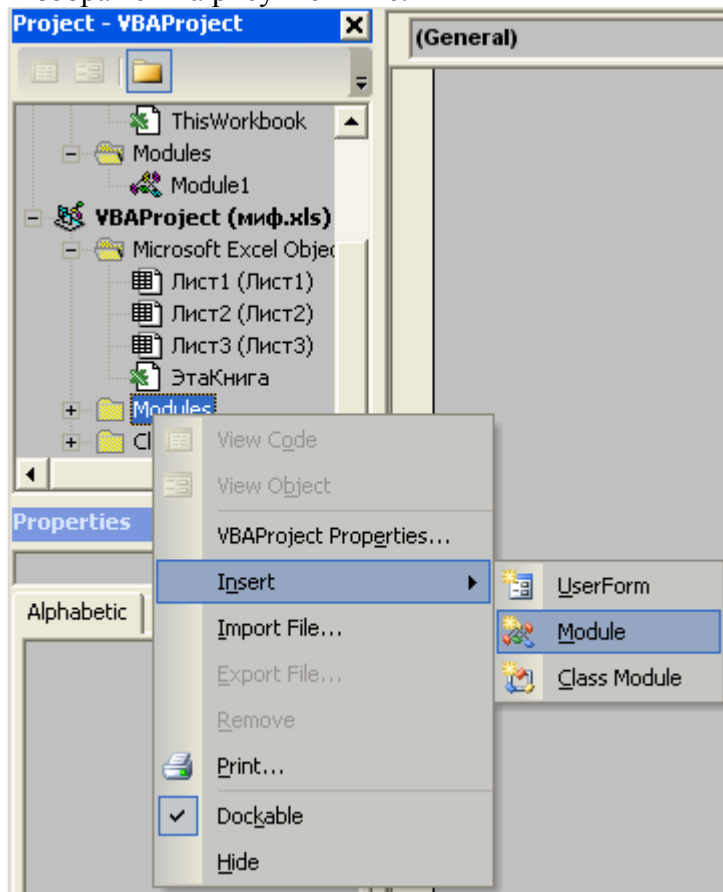 Project - VBAProject
(General)
ThisWorkbook
Modules
Module1
VBAProject (миф.xls)
Microsoft Excel Objec
Лист1 (Лист1)
Лист2 (Лист2)
Лист3 (Лист3)
ЭтаКнига
Modules
Cl
View Code
View Object
Properties
VBAProject Properties...
Insert
UserForm
Alphabetic
Import File...
Module
Export File...
Class Module
Remove
Print...
Dockable
Hide